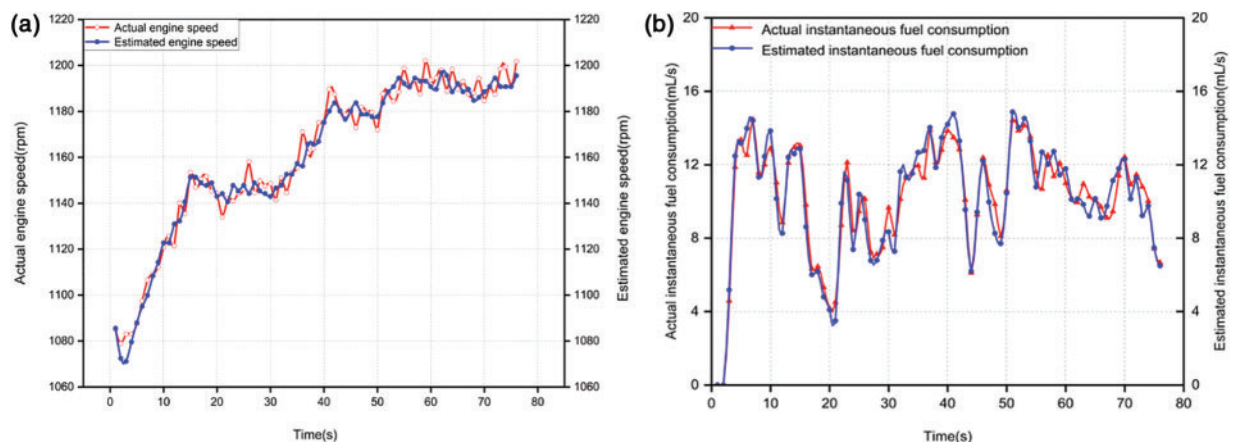 (a)
Actual engine speed
Estimated engine speed
1220
1200
1180
1160
1140
1120
1100
1080
1060
Actual engine speed(rpm)
0 10 20 30 40 50 60 70 80
Time(s)
1220
1200
1180
1160
1140
1120
1100
1080
1060
Estimated engine speed(rpm)
(b)
Actual instantaneous fuel consumption
Estimated instantaneous fuel consumption
20
16
12
8
4
0
Actual instantaneous fuel consumption(mL/s)
0 10 20 30 40 50 60 70 80
Time(s)
20
16
12
8
4
0
Estimated instantaneous fuel consumption(mL/s)